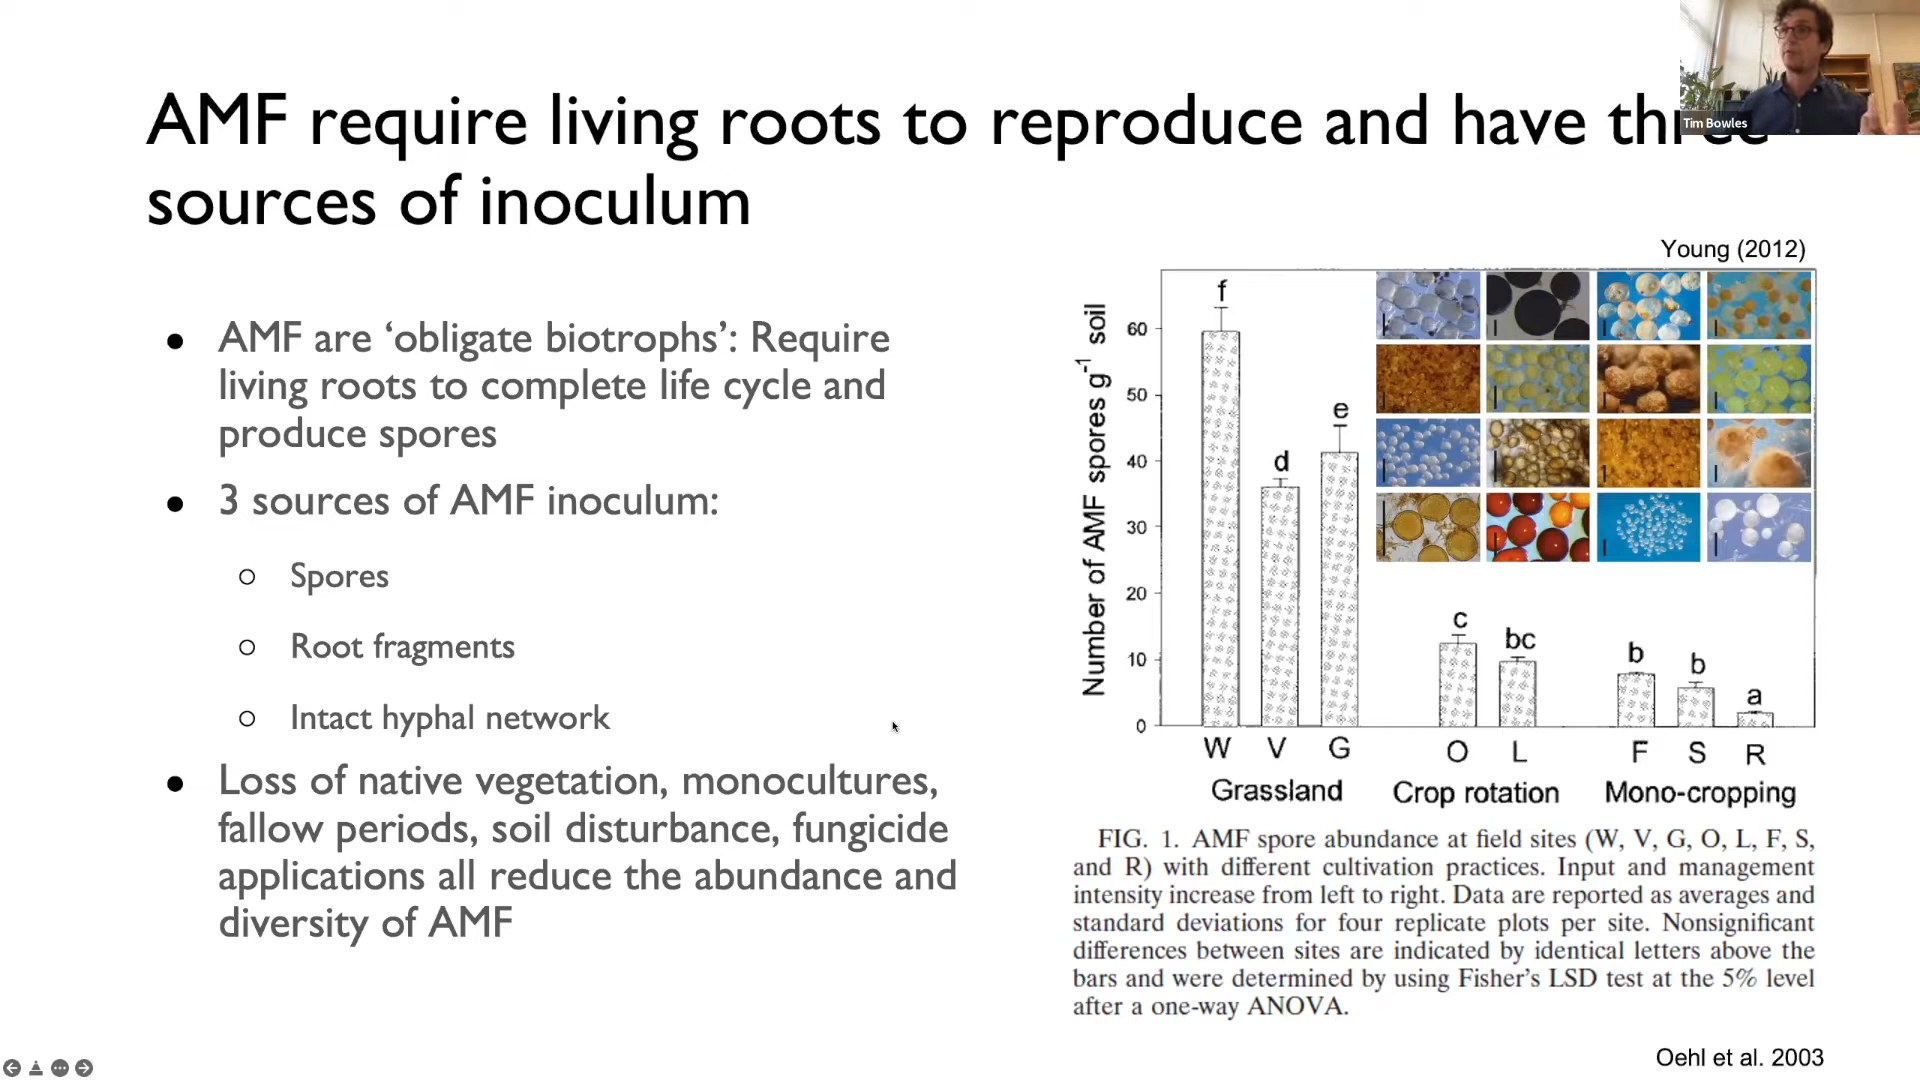 Tim Bowles
AMF require living roots to reproduce and have three
sources of inoculum
● AMF are ‘obligate biotrophs’: Require
living roots to complete life cycle and
produce spores
● 3 sources of AMF inoculum:
○ Spores
○ Root fragments
○ Intact hyphal network
● Loss of native vegetation, monocultures,
fallow periods, soil disturbance, fungicide
applications all reduce the abundance and
diversity of AMF
Young (2012)
Number of AMF spores g⁻¹ soil
60
50
40
30
20
10
0
f
d
e
c
bc
b
b
a
W V G O L F S R
Grassland Crop rotation Mono-cropping
FIG. 1. AMF spore abundance at field sites (W, V, G, O, L, F, S,
and R) with different cultivation practices. Input and management
intensity increase from left to right. Data are reported as averages and
standard deviations for four replicate plots per site. Nonsignificant
differences between sites are indicated by identical letters above the
bars and were determined by using Fisher's LSD test at the 5% level
after a one-way ANOVA.
Oehl et al. 2003